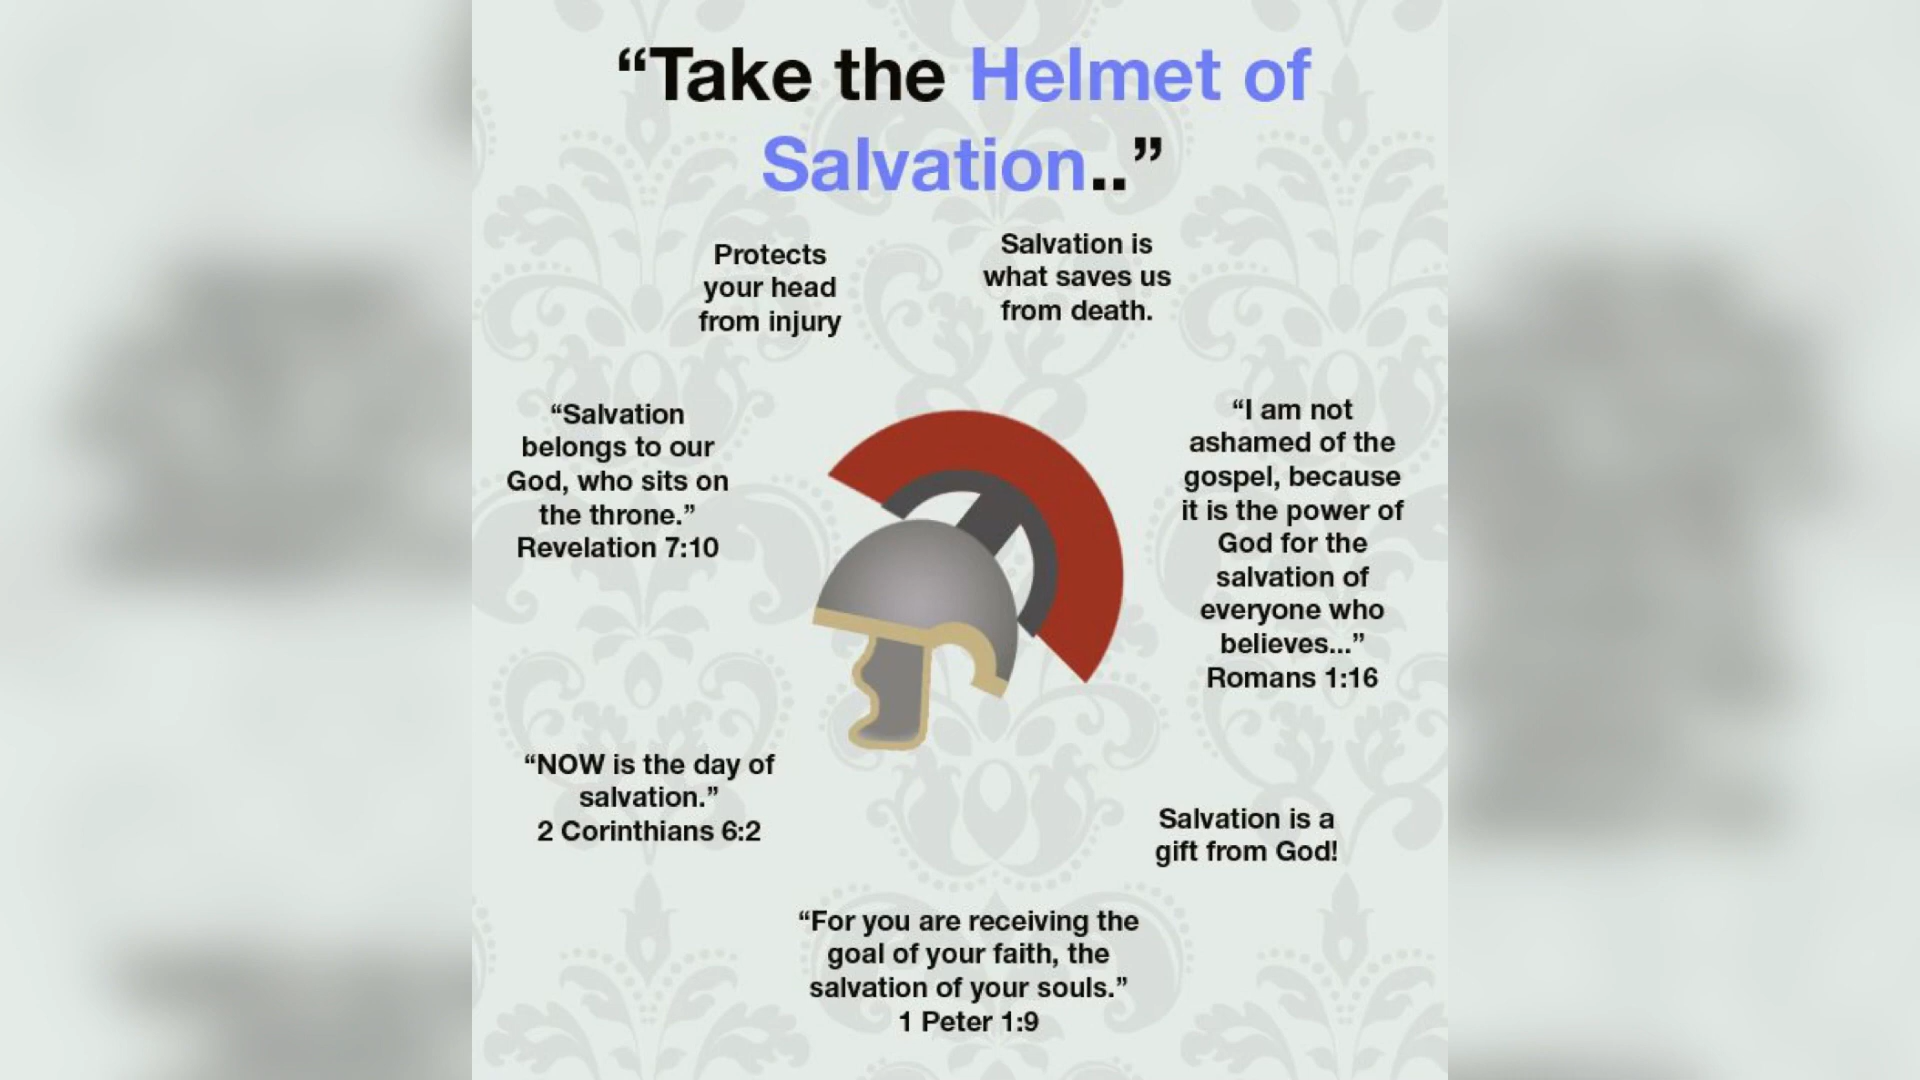 “Take the Helmet of
Salvation..”
Protects
your head
from injury
Salvation is
what saves us
from death.
“Salvation
belongs to our
God, who sits on
the throne.”
Revelation 7:10
“I am not
ashamed of the
gospel, because
it is the power of
God for the
salvation of
everyone who
believes...”
Romans 1:16
“NOW is the day of
salvation.”
2 Corinthians 6:2
Salvation is a
gift from God!
“For you are receiving the
goal of your faith, the
salvation of your souls.”
1 Peter 1:9